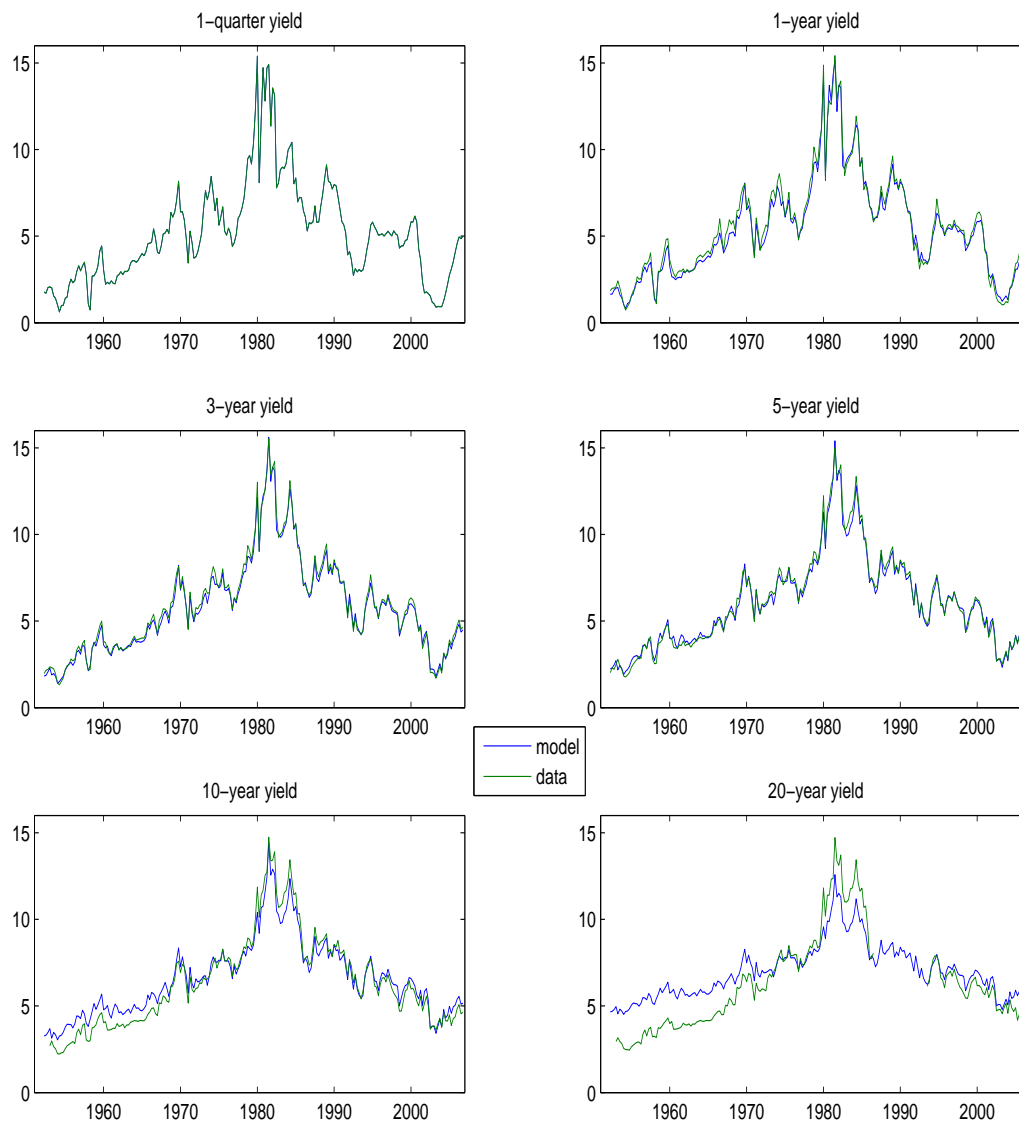 1−quarter yield
1−year yield
15
10
5
0
1960 1970 1980 1990 2000
15
10
5
0
1960 1970 1980 1990 2000
3−year yield
5−year yield
15
10
5
0
1960 1970 1980 1990 2000
15
10
5
0
1960 1970 1980 1990 2000
model
data
10−year yield
20−year yield
15
10
5
0
1960 1970 1980 1990 2000
15
10
5
0
1960 1970 1980 1990 2000